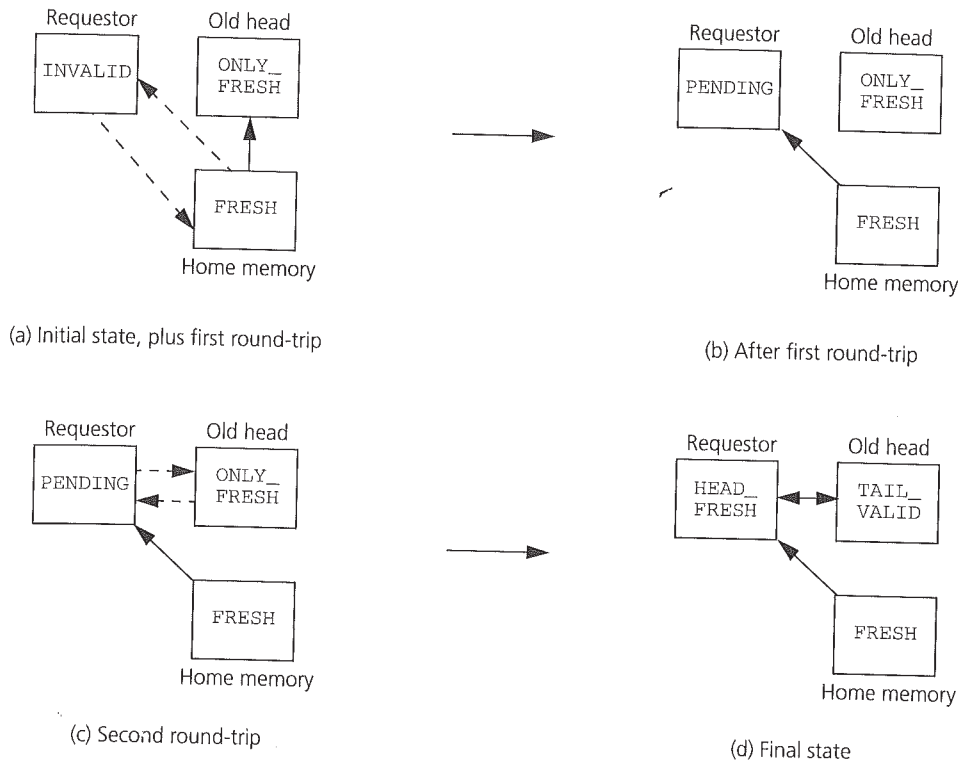 Requestor
Old head
INVALID
ONLY_
FRESH
FRESH
Home memory
(a) Initial state, plus first round-trip
Requestor
Old head
PENDING
ONLY_
FRESH
FRESH
Home memory
(b) After first round-trip
Requestor
Old head
PENDING
ONLY_
FRESH
FRESH
Home memory
(c) Second round-trip
Requestor
Old head
HEAD_
FRESH
TAIL_
VALID
FRESH
Home memory
(d) Final state